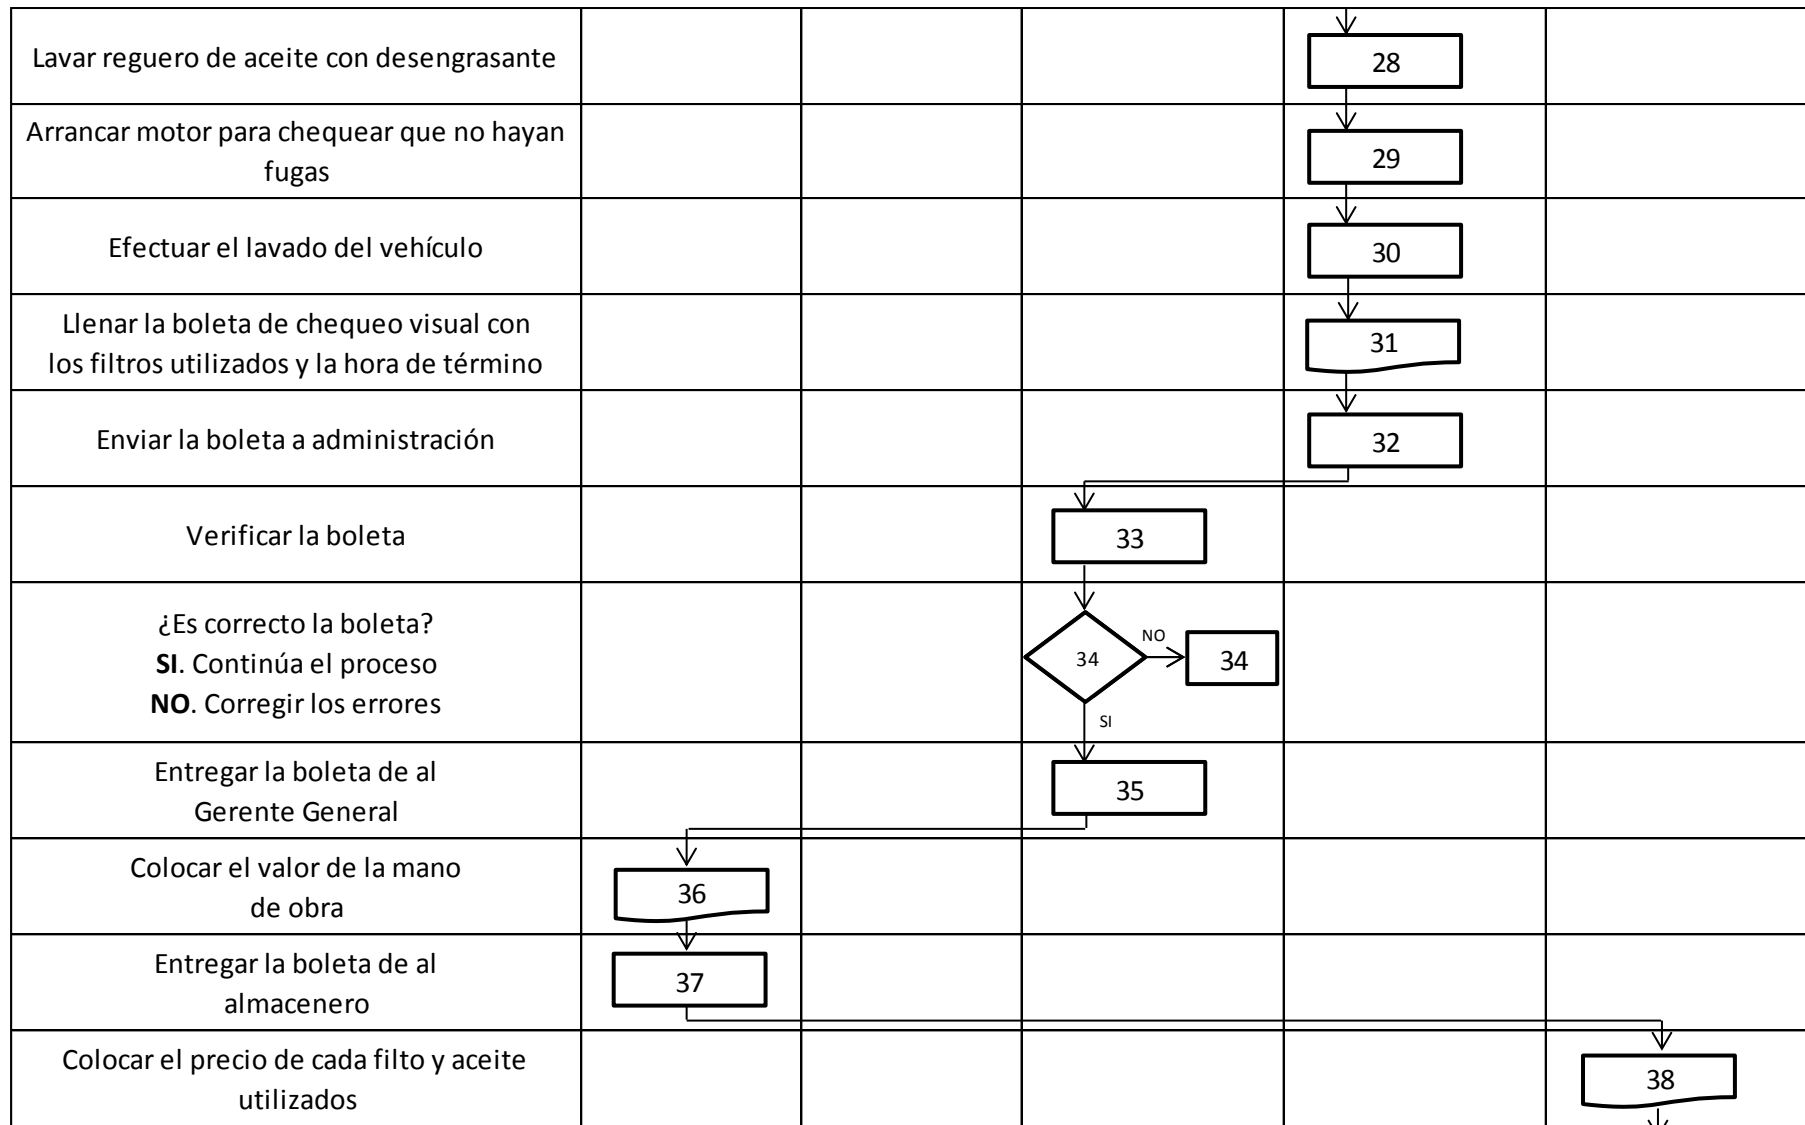 Lavar reguero de aceite con desengrasante
28
Arrancar motor para chequear que no hayan
fugas
29
Efectuar el lavado del vehículo
30
Llenar la boleta de chequeo visual con
los filtros utilizados y la hora de término
31
Enviar la boleta a administración
32
Verificar la boleta
33
¿Es correcto la boleta?
SI. Continúa el proceso
NO. Corregir los errores
34
NO
34
SI
Entregar la boleta de al
Gerente General
35
Colocar el valor de la mano
de obra
36
Entregar la boleta de al
almacenero
37
Colocar el precio de cada filto y aceite
utilizados
38